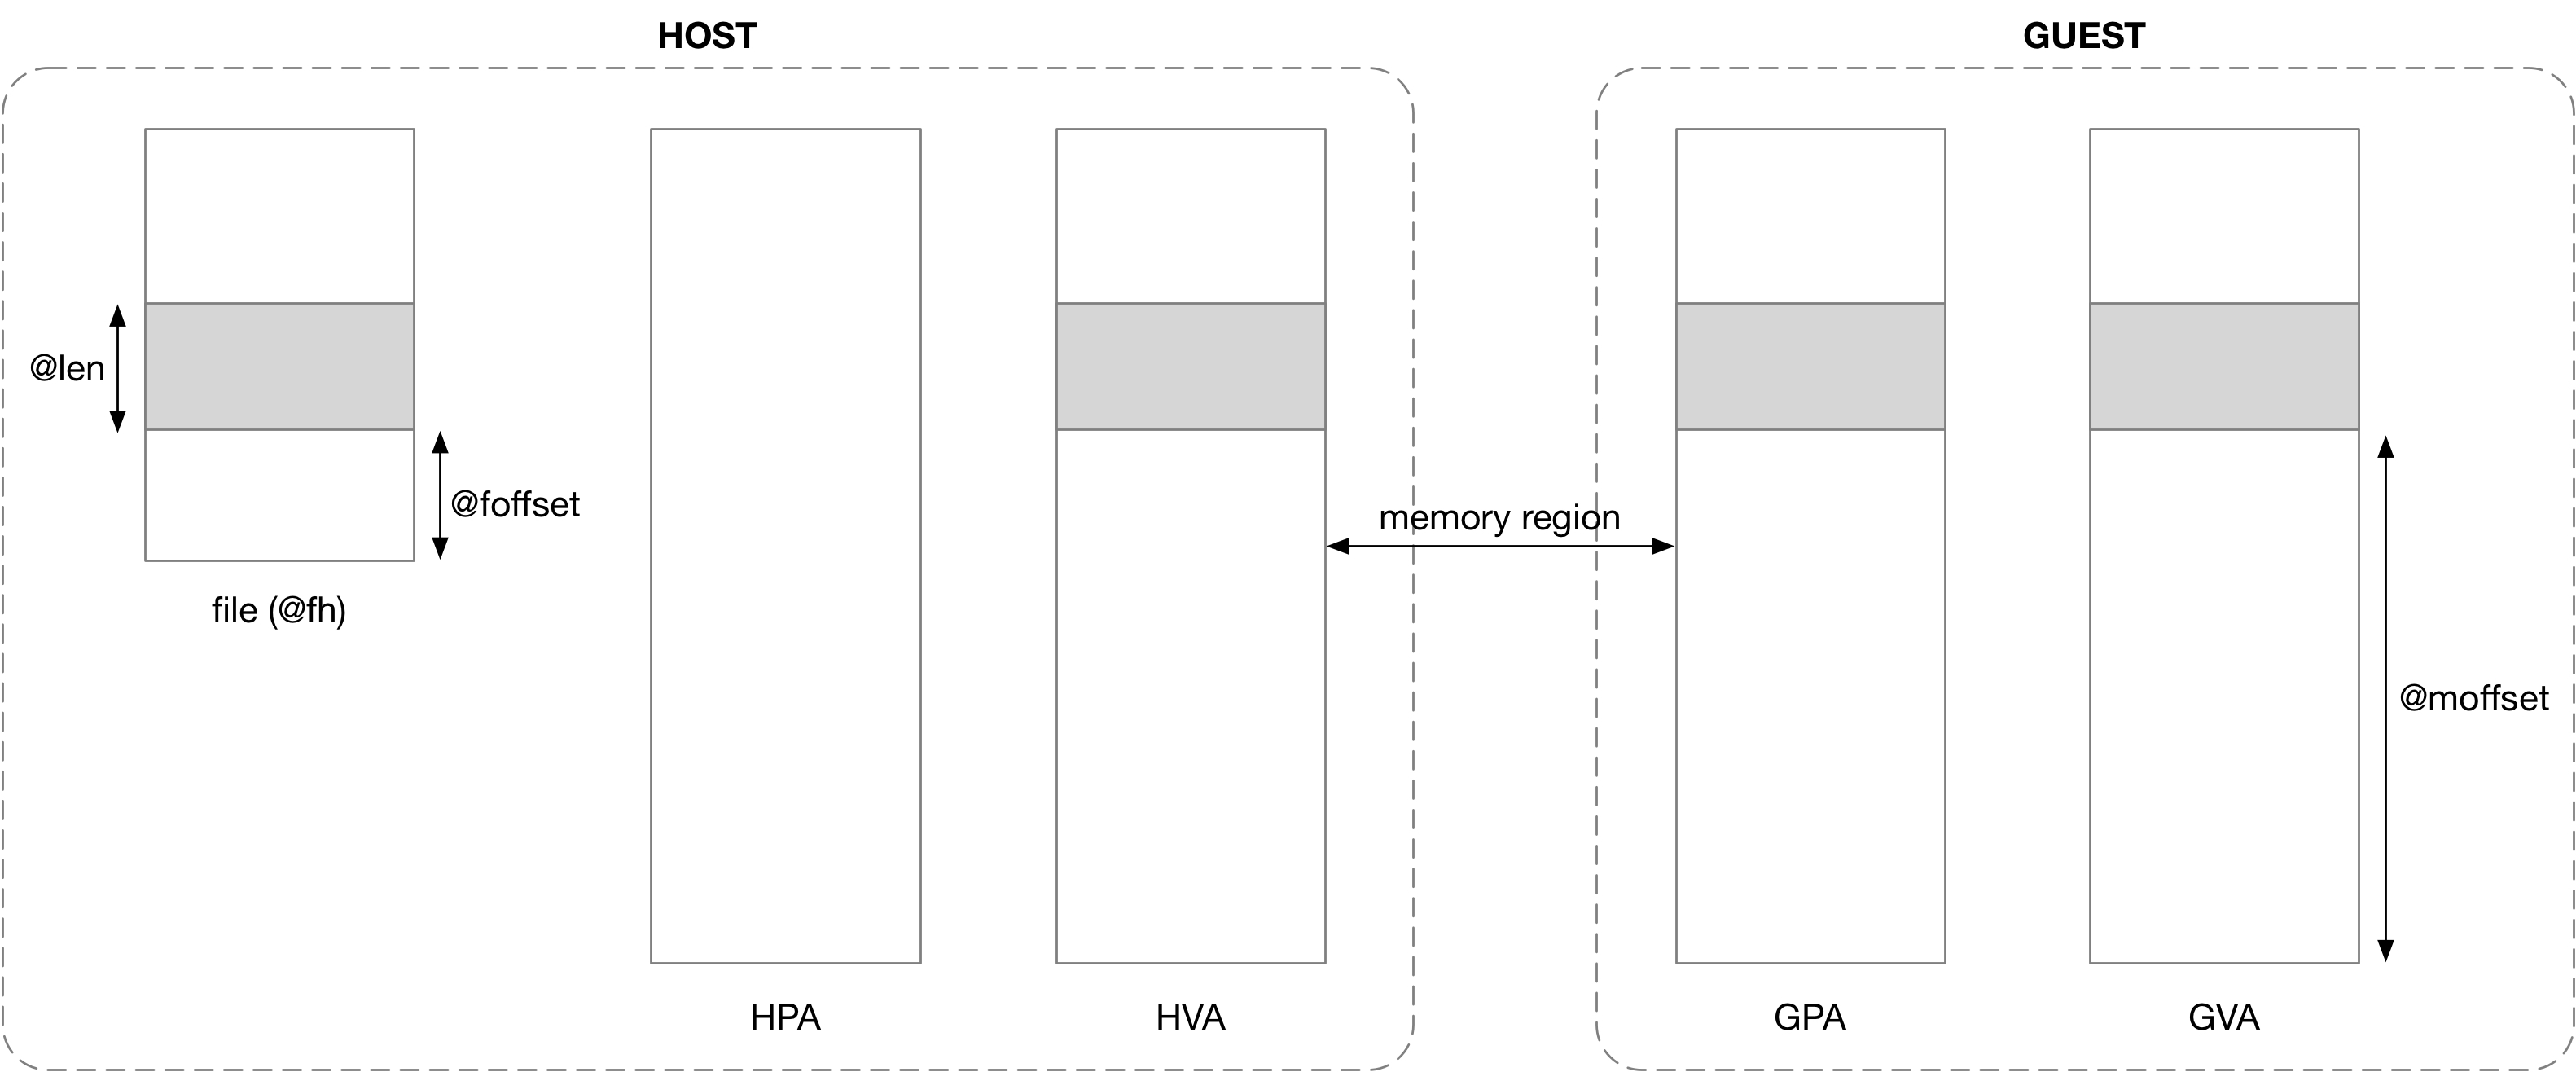 HOST
GUEST
@len
@foffset
memory region
file (@fh)
@moffset
HPA
HVA
GPA
GVA